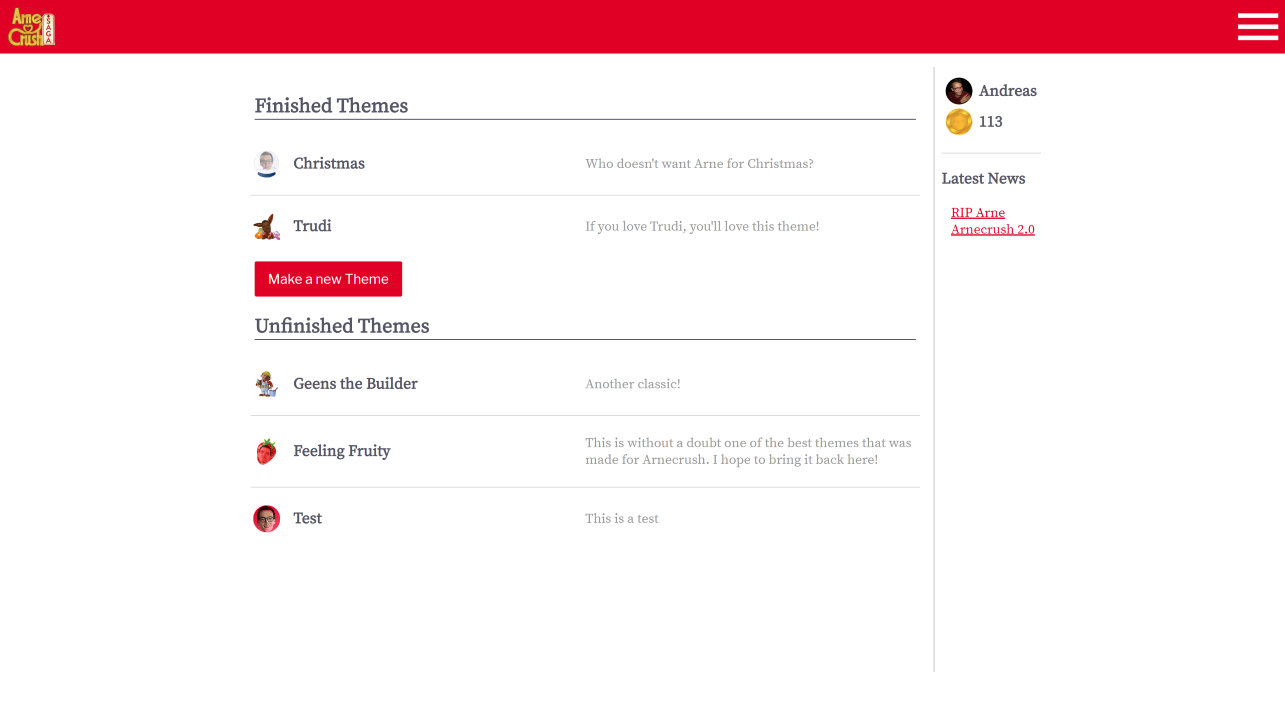 Arne
Crush
SAGA
Finished Themes
Christmas
Who doesn't want Arne for Christmas?
Trudi
If you love Trudi, you'll love this theme!
Make a new Theme
Unfinished Themes
Geens the Builder
Another classic!
Feeling Fruity
This is without a doubt one of the best themes that was
made for Arnecrush. I hope to bring it back here!
Test
This is a test
Andreas
113
Latest News
RIP Arne
Arnecrush 2.0